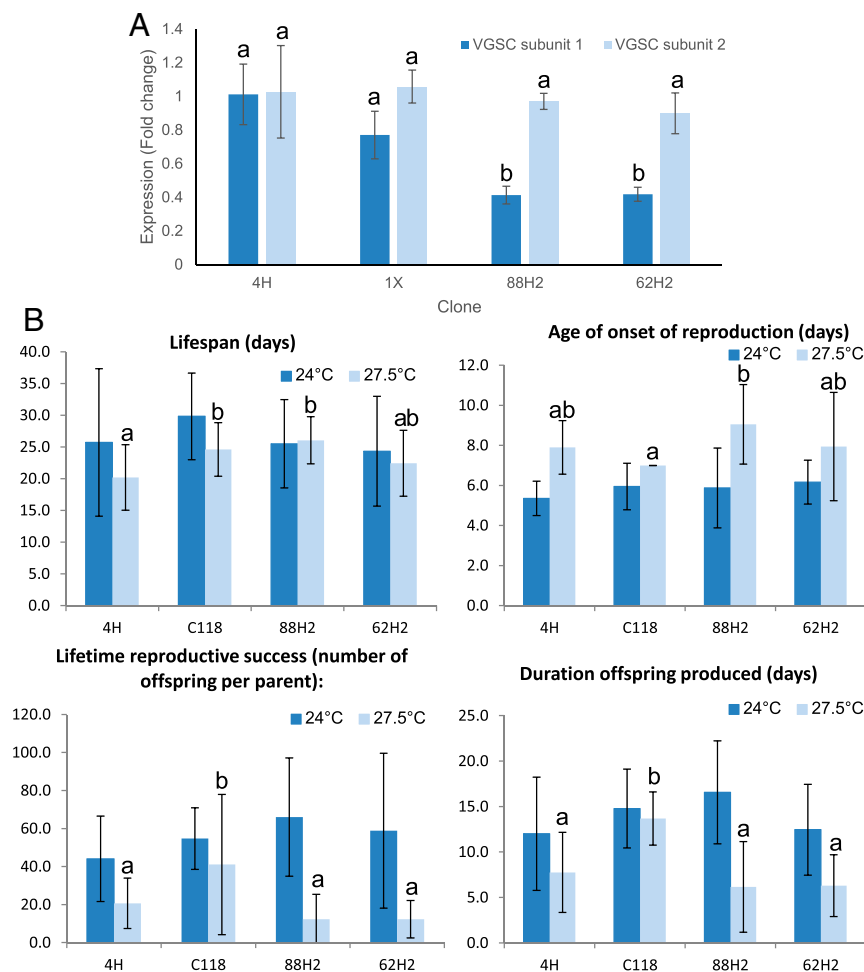 A
VGSC subunit 1 VGSC subunit 2
Expression (Fold change)
1.4
1.2
1
0.8
0.6
0.4
0.2
0
a a a a b a b a
4H 1X 88H2 62H2
Clone
B
Lifespan (days)
24°C 27.5°C
40.0
35.0
30.0
25.0
20.0
15.0
10.0
5.0
0.0
a b b ab
4H C118 88H2 62H2
Age of onset of reproduction (days)
24°C 27.5°C
12.0
10.0
8.0
6.0
4.0
2.0
0.0
ab a b ab
4H C118 88H2 62H2
Lifetime reproductive success (number of
offspring per parent):
24°C 27.5°C
120.0
100.0
80.0
60.0
40.0
20.0
0.0
a b a a
4H C118 88H2 62H2
Duration offspring produced (days)
24°C 27.5°C
25.0
20.0
15.0
10.0
5.0
0.0
a b a a
4H C118 88H2 62H2